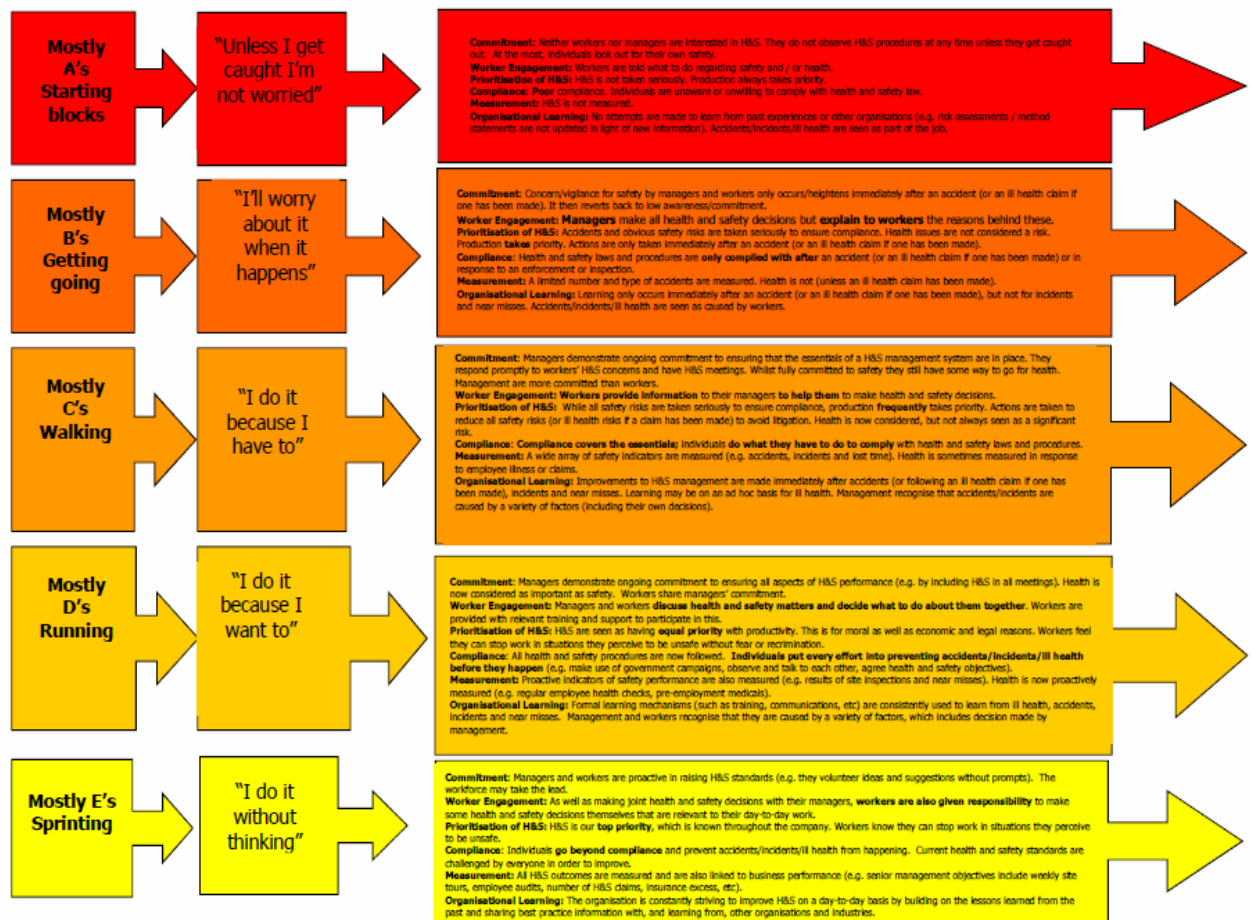 Mostly
A's
Starting
blocks
“Unless I get
caught I'm
not worried”
Commitment: Neither workers nor managers are interested in H&S. They do not observe H&S procedures at any time unless they get caught
out. At the most, individuals look out for their own safety.
Worker Engagement: Workers are told what to do regarding safety and / or health.
Prioritisation of H&S: H&S is not taken seriously. Production always takes priority.
Compliance: Poor compliance. Individuals are unaware or unwilling to comply with health and safety law.
Measurement: H&S is not measured.
Organisational Learning: No attempts are made to learn from past experiences or other organisations (e.g. risk assessments / method
statements are not updated in light of new information). Accidents/incidents/ill health are seen as part of the job.
Mostly
B's
Getting
going
“I'll worry
about it
when it
happens”
Commitment: Concern/vigilance for safety by managers and workers only occurs/heightens immediately after an accident (or an ill health claim if
one has been made). It then reverts back to low awareness/commitment.
Worker Engagement: Managers make all health and safety decisions but explain to workers the reasons behind these.
Prioritisation of H&S: Accidents and obvious safety risks are taken seriously to ensure compliance. Health issues are not considered a risk.
Production takes priority. Actions are only taken immediately after an accident (or an ill health claim if one has been made).
Compliance: Health and safety laws and procedures are only complied with after an accident (or an ill health claim if one has been made) or in
response to an enforcement or inspection.
Measurement: A limited number and type of accidents are measured. Health is not (unless an ill health claim has been made).
Organisational Learning: Learning only occurs immediately after an accident (or an ill health claim if one has been made), but not for incidents
and near misses. Accidents/incidents/ill health are seen as caused by workers.
Mostly
C's
Walking
“I do it
because I
have to”
Commitment: Managers demonstrate ongoing commitment to ensuring that the essentials of a H&S management system are in place. They
respond promptly to workers' H&S concerns and have H&S meetings. Whilst fully committed to safety they still have some way to go for health.
Management are more committed than workers.
Worker Engagement: Workers provide information to their managers to help them to make health and safety decisions.
Prioritisation of H&S: While all safety risks are taken seriously to ensure compliance, production frequently takes priority. Actions are taken to
reduce all safety risks (or ill health risks if a claim has been made) to avoid litigation. Health is now considered, but not always seen as a significant
risk.
Compliance: Compliance covers the essentials; individuals do what they have to do to comply with health and safety laws and procedures.
Measurement: A wide array of safety indicators are measured (e.g. accidents, incidents and lost time). Health is sometimes measured in response
to employee illness or claims.
Organisational Learning: Improvements to H&S management are made immediately after accidents (or following an ill health claim if one has
been made), incidents and near misses. Learning may be on an ad hoc basis for ill health. Management recognise that accidents/incidents are
caused by a variety of factors (including their own decisions).
Mostly
D's
Running
“I do it
because I
want to”
Commitment: Managers demonstrate ongoing commitment to ensuring all aspects of H&S performance (e.g. by including H&S in all meetings). Health is
now considered as important as safety. Workers share managers' commitment.
Worker Engagement: Managers and workers discuss health and safety matters and decide what to do about them together. Workers are
provided with relevant training and support to participate in this.
Prioritisation of H&S: H&S are seen as having equal priority with productivity. This is for moral as well as economic and legal reasons. Workers feel
they can stop work in situations they perceive to be unsafe without fear or recrimination.
Compliance: All health and safety procedures are now followed. Individuals put every effort into preventing accidents/incidents/ill health
before they happen (e.g. make use of government campaigns, observe and talk to each other, agree health and safety objectives).
Measurement: Proactive indicators of safety performance are also measured (e.g. results of site inspections and near misses). Health is now proactively
measured (e.g. regular employee health checks, pre-employment medicals).
Organisational Learning: Formal learning mechanisms (such as training, communications, etc) are consistently used to learn from ill health, accidents,
incidents and near misses. Management and workers recognise that they are caused by a variety of factors, which includes decision made by
management.
Mostly E's
Sprinting
“I do it
without
thinking”
Commitment: Managers and workers are proactive in raising H&S standards (e.g. they volunteer ideas and suggestions without prompts). The
workforce may take the lead.
Worker Engagement: As well as making joint health and safety decisions with their managers, workers are also given responsibility to make
some health and safety decisions themselves that are relevant to their day-to-day work.
Prioritisation of H&S: H&S is our top priority, which is known throughout the company. Workers know they can stop work in situations they perceive
to be unsafe.
Compliance: Individuals go beyond compliance and prevent accidents/incidents/ill health from happening. Current health and safety standards are
challenged by everyone in order to improve.
Measurement: All H&S outcomes are measured and are also linked to business performance (e.g. senior management objectives include weekly site
tours, employee audits, number of H&S claims, insurance excess, etc).
Organisational Learning: The organisation is constantly striving to improve H&S on a day-to-day basis by building on the lessons learned from the
past and sharing best practice information with, and learning from, other organisations and industries.